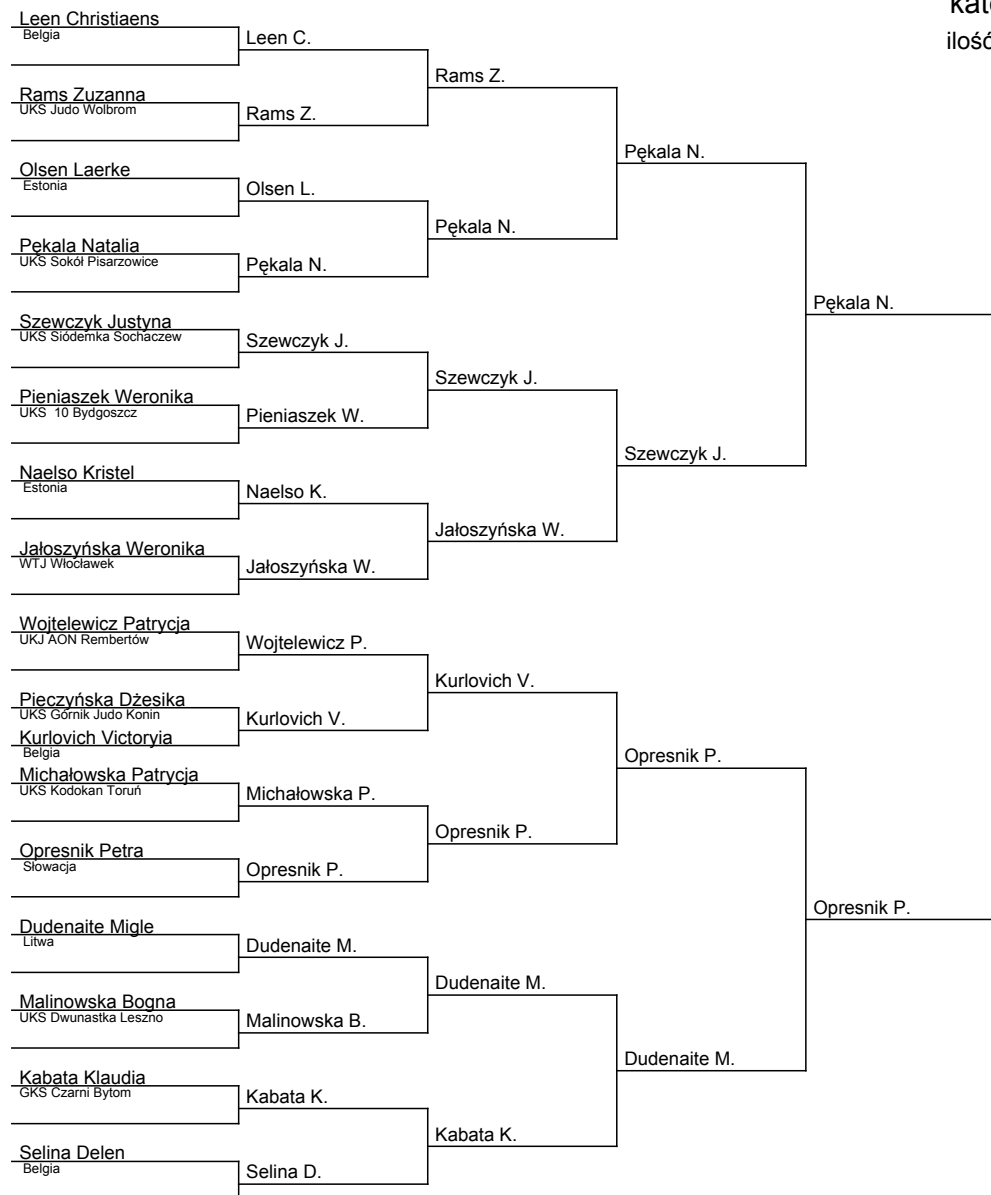 kat
ilość
Leen Christiaens
Belgia
Leen C.
Rams Z.
Rams Zuzanna
UKS Judo Wolbrom
Rams Z.
Pękala N.
Olsen Laerke
Estonia
Olsen L.
Pękala N.
Pękala Natalia
UKS Sokół Pisarzowice
Pękala N.
Pękala N.
Szewczyk Justyna
UKS Siódemka Sochaczew
Szewczyk J.
Szewczyk J.
Pieniaszek Weronika
UKS 10 Bydgoszcz
Pieniaszek W.
Szewczyk J.
Naelso Kristel
Estonia
Naelso K.
Jałoszyńska W.
Jałoszyńska Weronika
WTJ Włocławek
Jałoszyńska W.
Wojtelewicz Patrycja
UKJ AON Rembertów
Wojtelewicz P.
Kurlovich V.
Pieczyńska Dżesika
UKS Górnik Judo Konin
Kurlovich V.
Kurlovich Victoryia
Belgia
Opresnik P.
Michałowska Patrycja
UKS Kodokan Toruń
Michałowska P.
Opresnik P.
Opresnik Petra
Słowacja
Opresnik P.
Opresnik P.
Dudenaite Migle
Litwa
Dudenaite M.
Dudenaite M.
Malinowska Bogna
UKS Dwunastka Leszno
Malinowska B.
Dudenaite M.
Kabata Klaudia
GKS Czarni Bytom
Kabata K.
Kabata K.
Selina Delen
Belgia
Selina D.